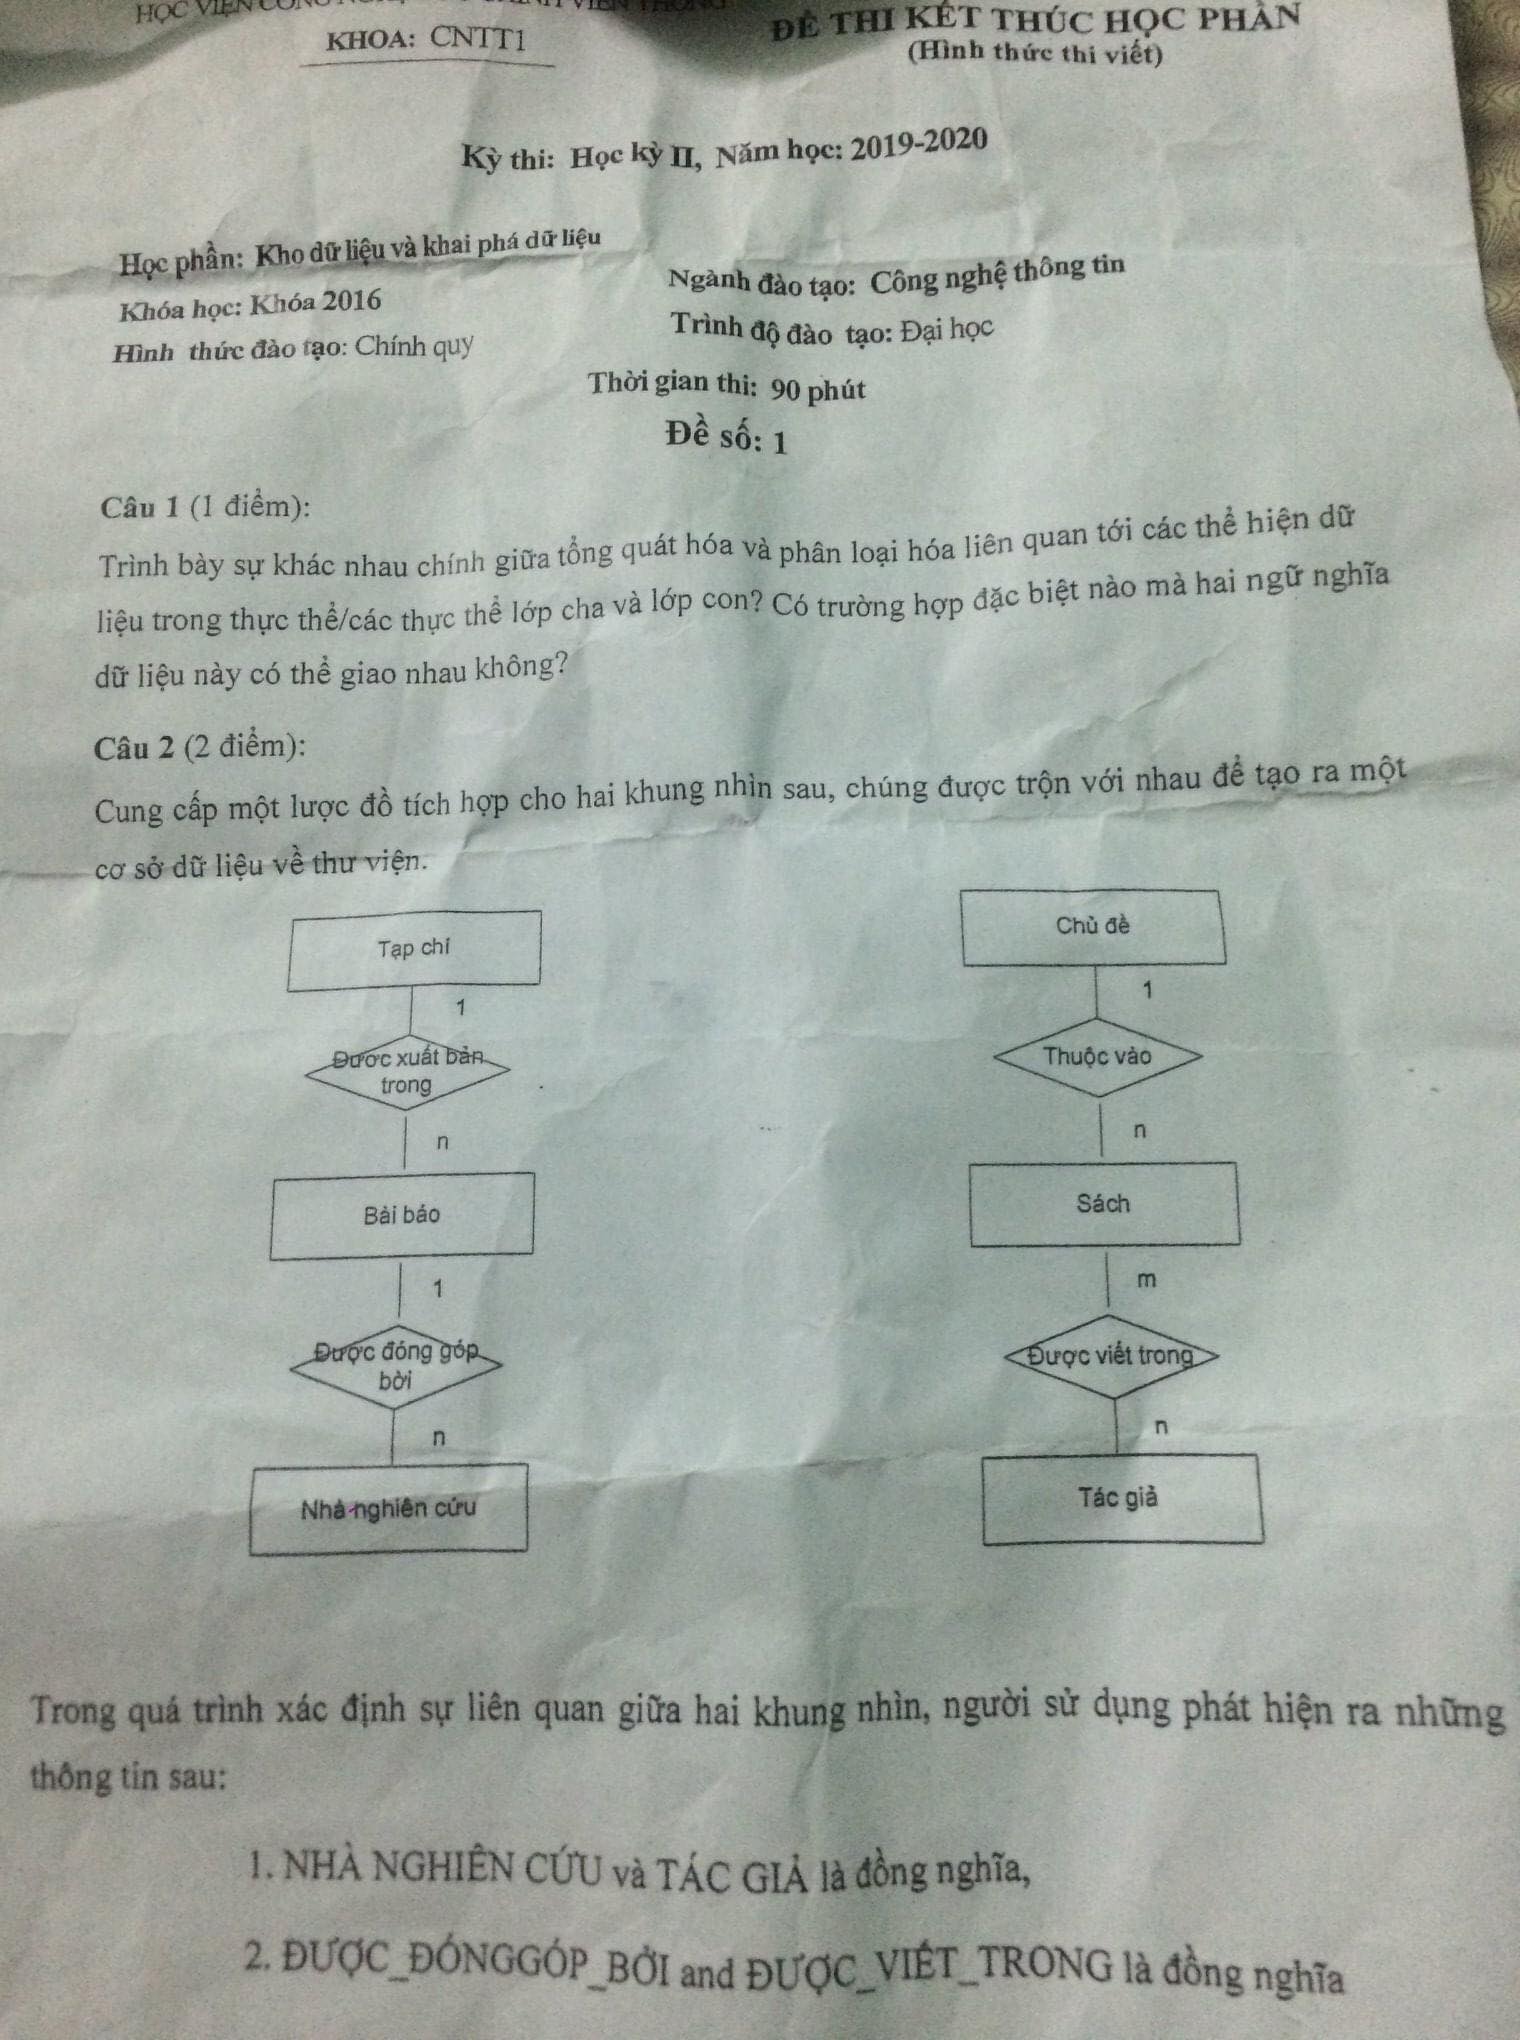 HỌC VIỆN
KHOA: CNTT1
ĐỀ THI KẾT THÚC HỌC PHẦN
(Hình thức thi viết)
Kỳ thi: Học kỳ II, Năm học: 2019-2020
Học phần: Kho dữ liệu và khai phá dữ liệu
Ngành đào tạo: Công nghệ thông tin
Khóa học: Khóa 2016
Trình độ đào tạo: Đại học
Hình thức đào tạo: Chính quy
Thời gian thi: 90 phút
Đề số: 1
Câu 1 (1 điểm):
Trình bày sự khác nhau chính giữa tổng quát hóa và phân loại hóa liên quan tới các thể hiện dữ
liệu trong thực thể/các thực thể lớp cha và lớp con? Có trường hợp đặc biệt nào mà hai ngữ nghĩa
dữ liệu này có thể giao nhau không?
Câu 2 (2 điểm):
Cung cấp một lược đồ tích hợp cho hai khung nhìn sau, chúng được trộn với nhau để tạo ra một
cơ sở dữ liệu về thư viện.
Tạp chí
1
Được xuất bản
trong
n
Bài báo
1
Được đóng góp
bởi
n
Nhà nghiên cứu
Chủ đề
1
Thuộc vào
n
Sách
m
Được viết trong
n
Tác giả
Trong quá trình xác định sự liên quan giữa hai khung nhìn, người sử dụng phát hiện ra những
thông tin sau:
1. NHÀ NGHIÊN CỨU và TÁC GIẢ là đồng nghĩa,
2. ĐƯỢC_ĐÓNGGÓP_BỞI and ĐƯỢC_VIẾT_TRONG là đồng nghĩa